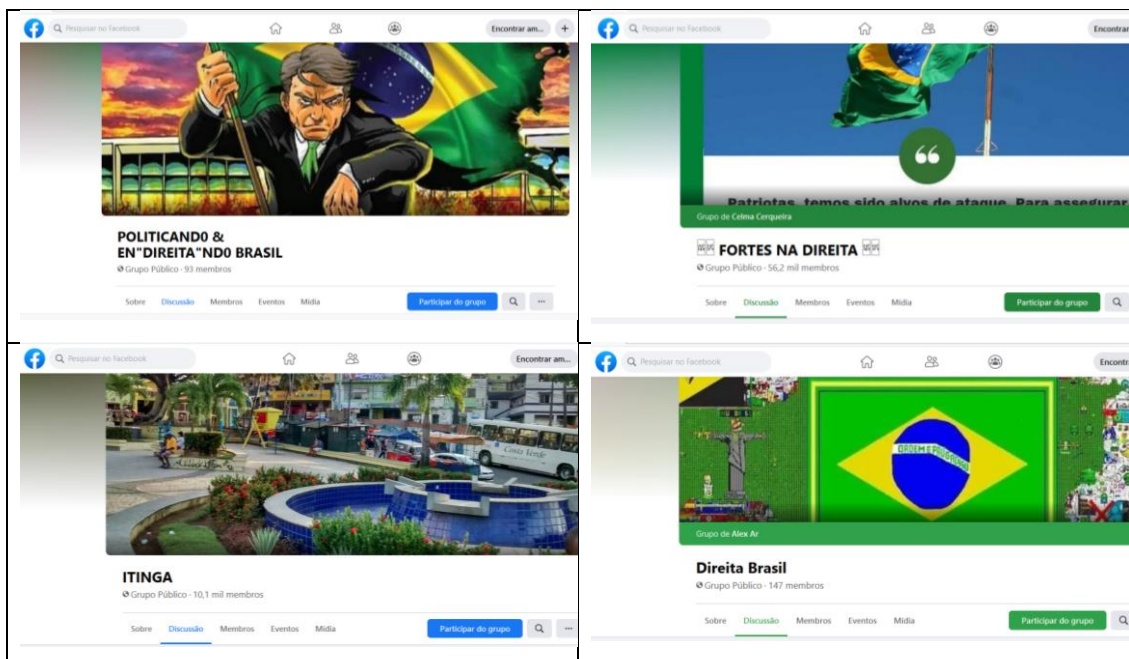 Pesquisar no Facebook
Encontrar am...
POLITICAND0 &
EN"DIREITA"ND0 BRASIL
Grupo Público · 93 membros
Sobre Discussão Membros Eventos Mídia Participar do grupo
Pesquisar no Facebook
Encontrar
Patriotas, temos sido alvos de ataque. Para assegurar
Grupo de Celma Cerqueira
FORTES NA DIREITA
Grupo Público · 56,2 mil membros
Sobre Discussão Membros Eventos Mídia Participar do grupo
Pesquisar no Facebook
Encontrar am...
Costa Verde
ITINGA
Grupo Público · 10,1 mil membros
Sobre Discussão Membros Eventos Mídia Participar do grupo
Pesquisar no Facebook
Encontr
Grupo de Alex Ar
Direita Brasil
Grupo Público · 147 membros
Sobre Discussão Membros Eventos Mídia Participar do grupo